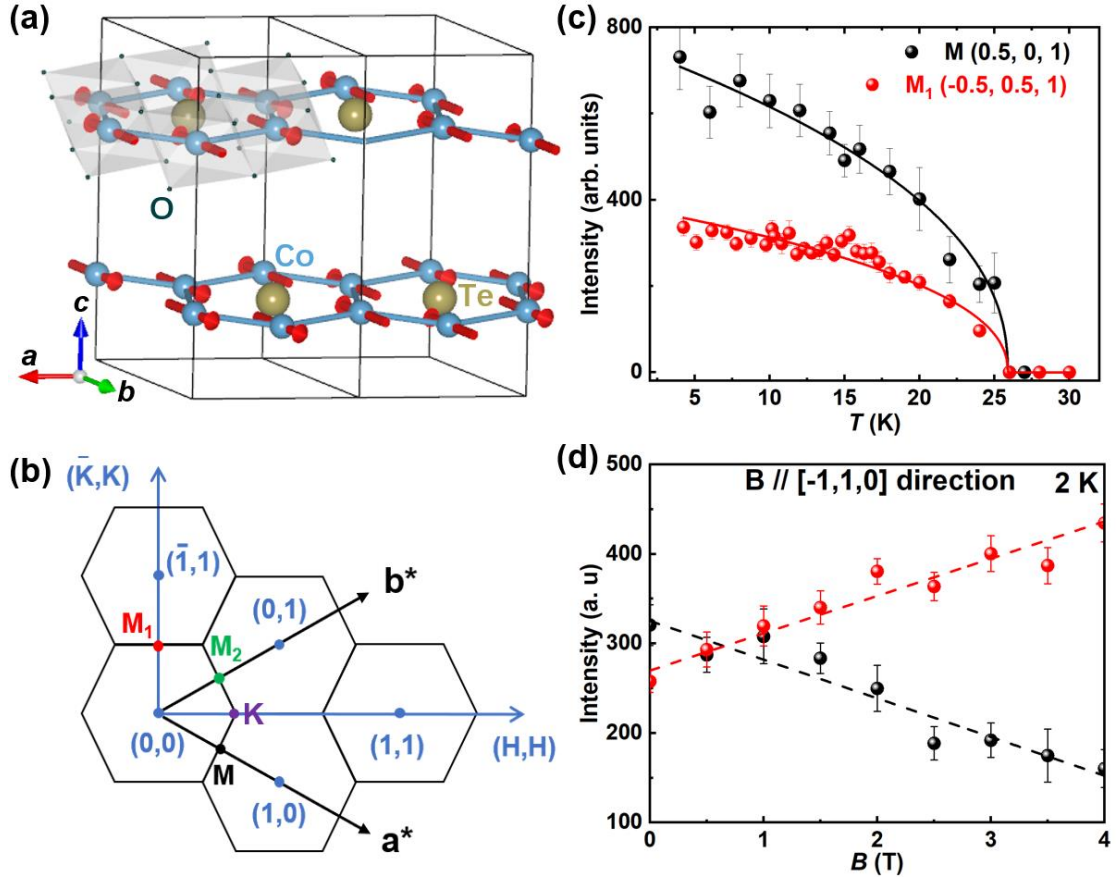 (a)
O
Co
Te
c
a
b
(b)
(K̄,K)
(1̄,1)
b*
M₁
M₂
(0,1)
K
(0,0)
M
(1,1)
(H,H)
(1,0)
a*
(c)
800
M (0.5, 0, 1)
M₁ (-0.5, 0.5, 1)
400
0
Intensity (arb. units)
5 10 15 20 25 30
T (K)
(d)
500
B // [-1,1,0] direction 2 K
400
300
200
100
Intensity (a. u)
0 1 2 3 4
B (T)